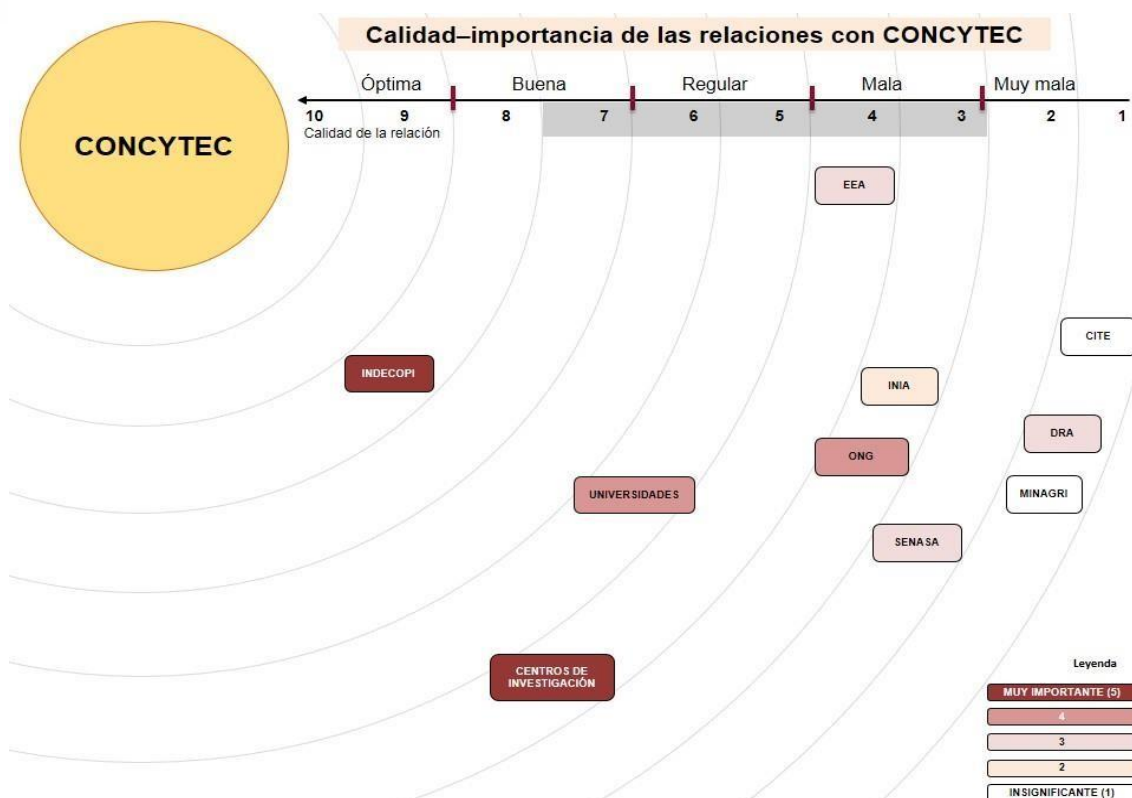 Calidad–importancia de las relaciones con CONCYTEC
Óptima Buena Regular Mala Muy mala
10 9 8 7 6 5 4 3 2 1
Calidad de la relación
CONCYTEC
EEA
CITE
INDECOPI
INIA
DRA
ONG
UNIVERSIDADES
MINAGRI
SENASA
CENTROS DE
INVESTIGACIÓN
Leyenda
MUY IMPORTANTE (5)
4
3
2
INSIGNIFICANTE (1)